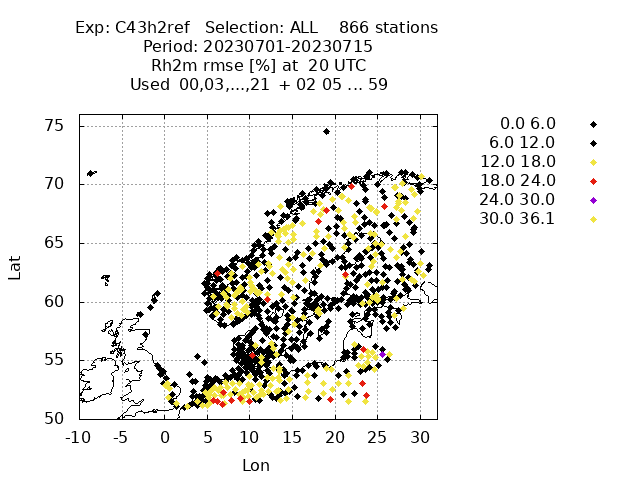 Exp: C43h2ref   Selection: ALL    866 stations
Period: 20230701-20230715
Rh2m rmse [%] at  20 UTC
Used  00,03,...,21  + 02 05 ... 59
0.0 6.0
6.0 12.0
12.0 18.0
18.0 24.0
24.0 30.0
30.0 36.1
75
70
65
60
55
50
Lat
-10 -5 0 5 10 15 20 25 30
Lon